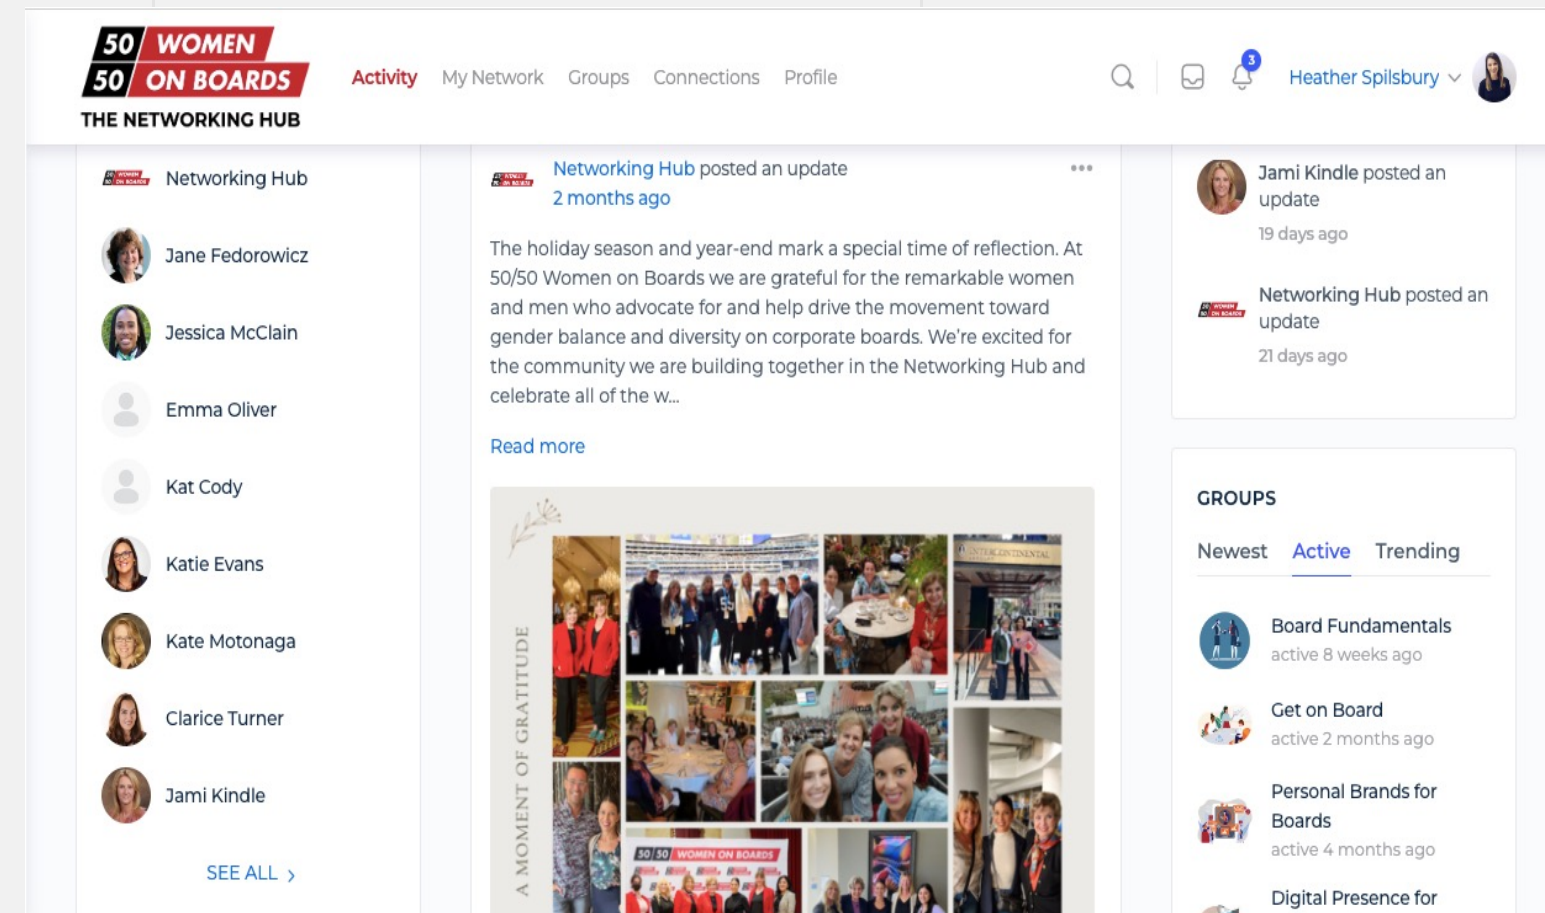 50 WOMEN
50 ON BOARDS
THE NETWORKING HUB
Activity My Network Groups Connections Profile
3
Heather Spilsbury
Networking Hub
Jane Fedorowicz
Jessica McClain
Emma Oliver
Kat Cody
Katie Evans
Kate Motonaga
Clarice Turner
Jami Kindle
SEE ALL
Networking Hub posted an update
2 months ago
The holiday season and year-end mark a special time of reflection. At
50/50 Women on Boards we are grateful for the remarkable women
and men who advocate for and help drive the movement toward
gender balance and diversity on corporate boards. We're excited for
the community we are building together in the Networking Hub and
celebrate all of the w...
Read more
A MOMENT OF GRATITUDE
INTERCONTINENTAL
50/50 WOMEN ON BOARDS
Jami Kindle posted an
update
19 days ago
Networking Hub posted an
update
21 days ago
GROUPS
Newest Active Trending
Board Fundamentals
active 8 weeks ago
Get on Board
active 2 months ago
Personal Brands for
Boards
active 4 months ago
Digital Presence for